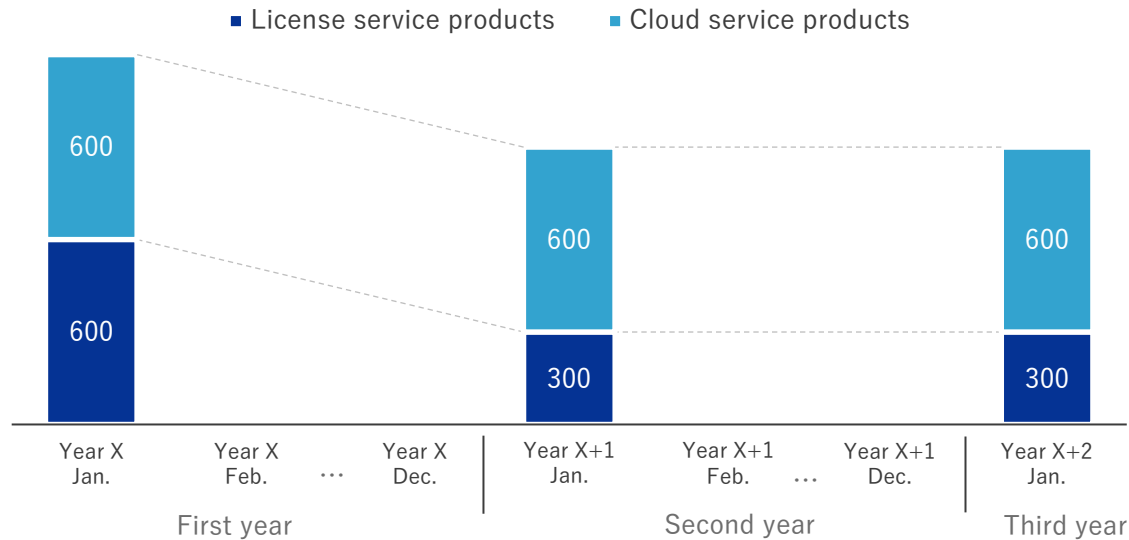 License service products
Cloud service products
600
600
600
300
600
300
Year X
Jan.
Year X
Feb.
...
Year X
Dec.
Year X+1
Jan.
Year X+1
Feb.
...
Year X+1
Dec.
Year X+2
Jan.
First year
Second year
Third year